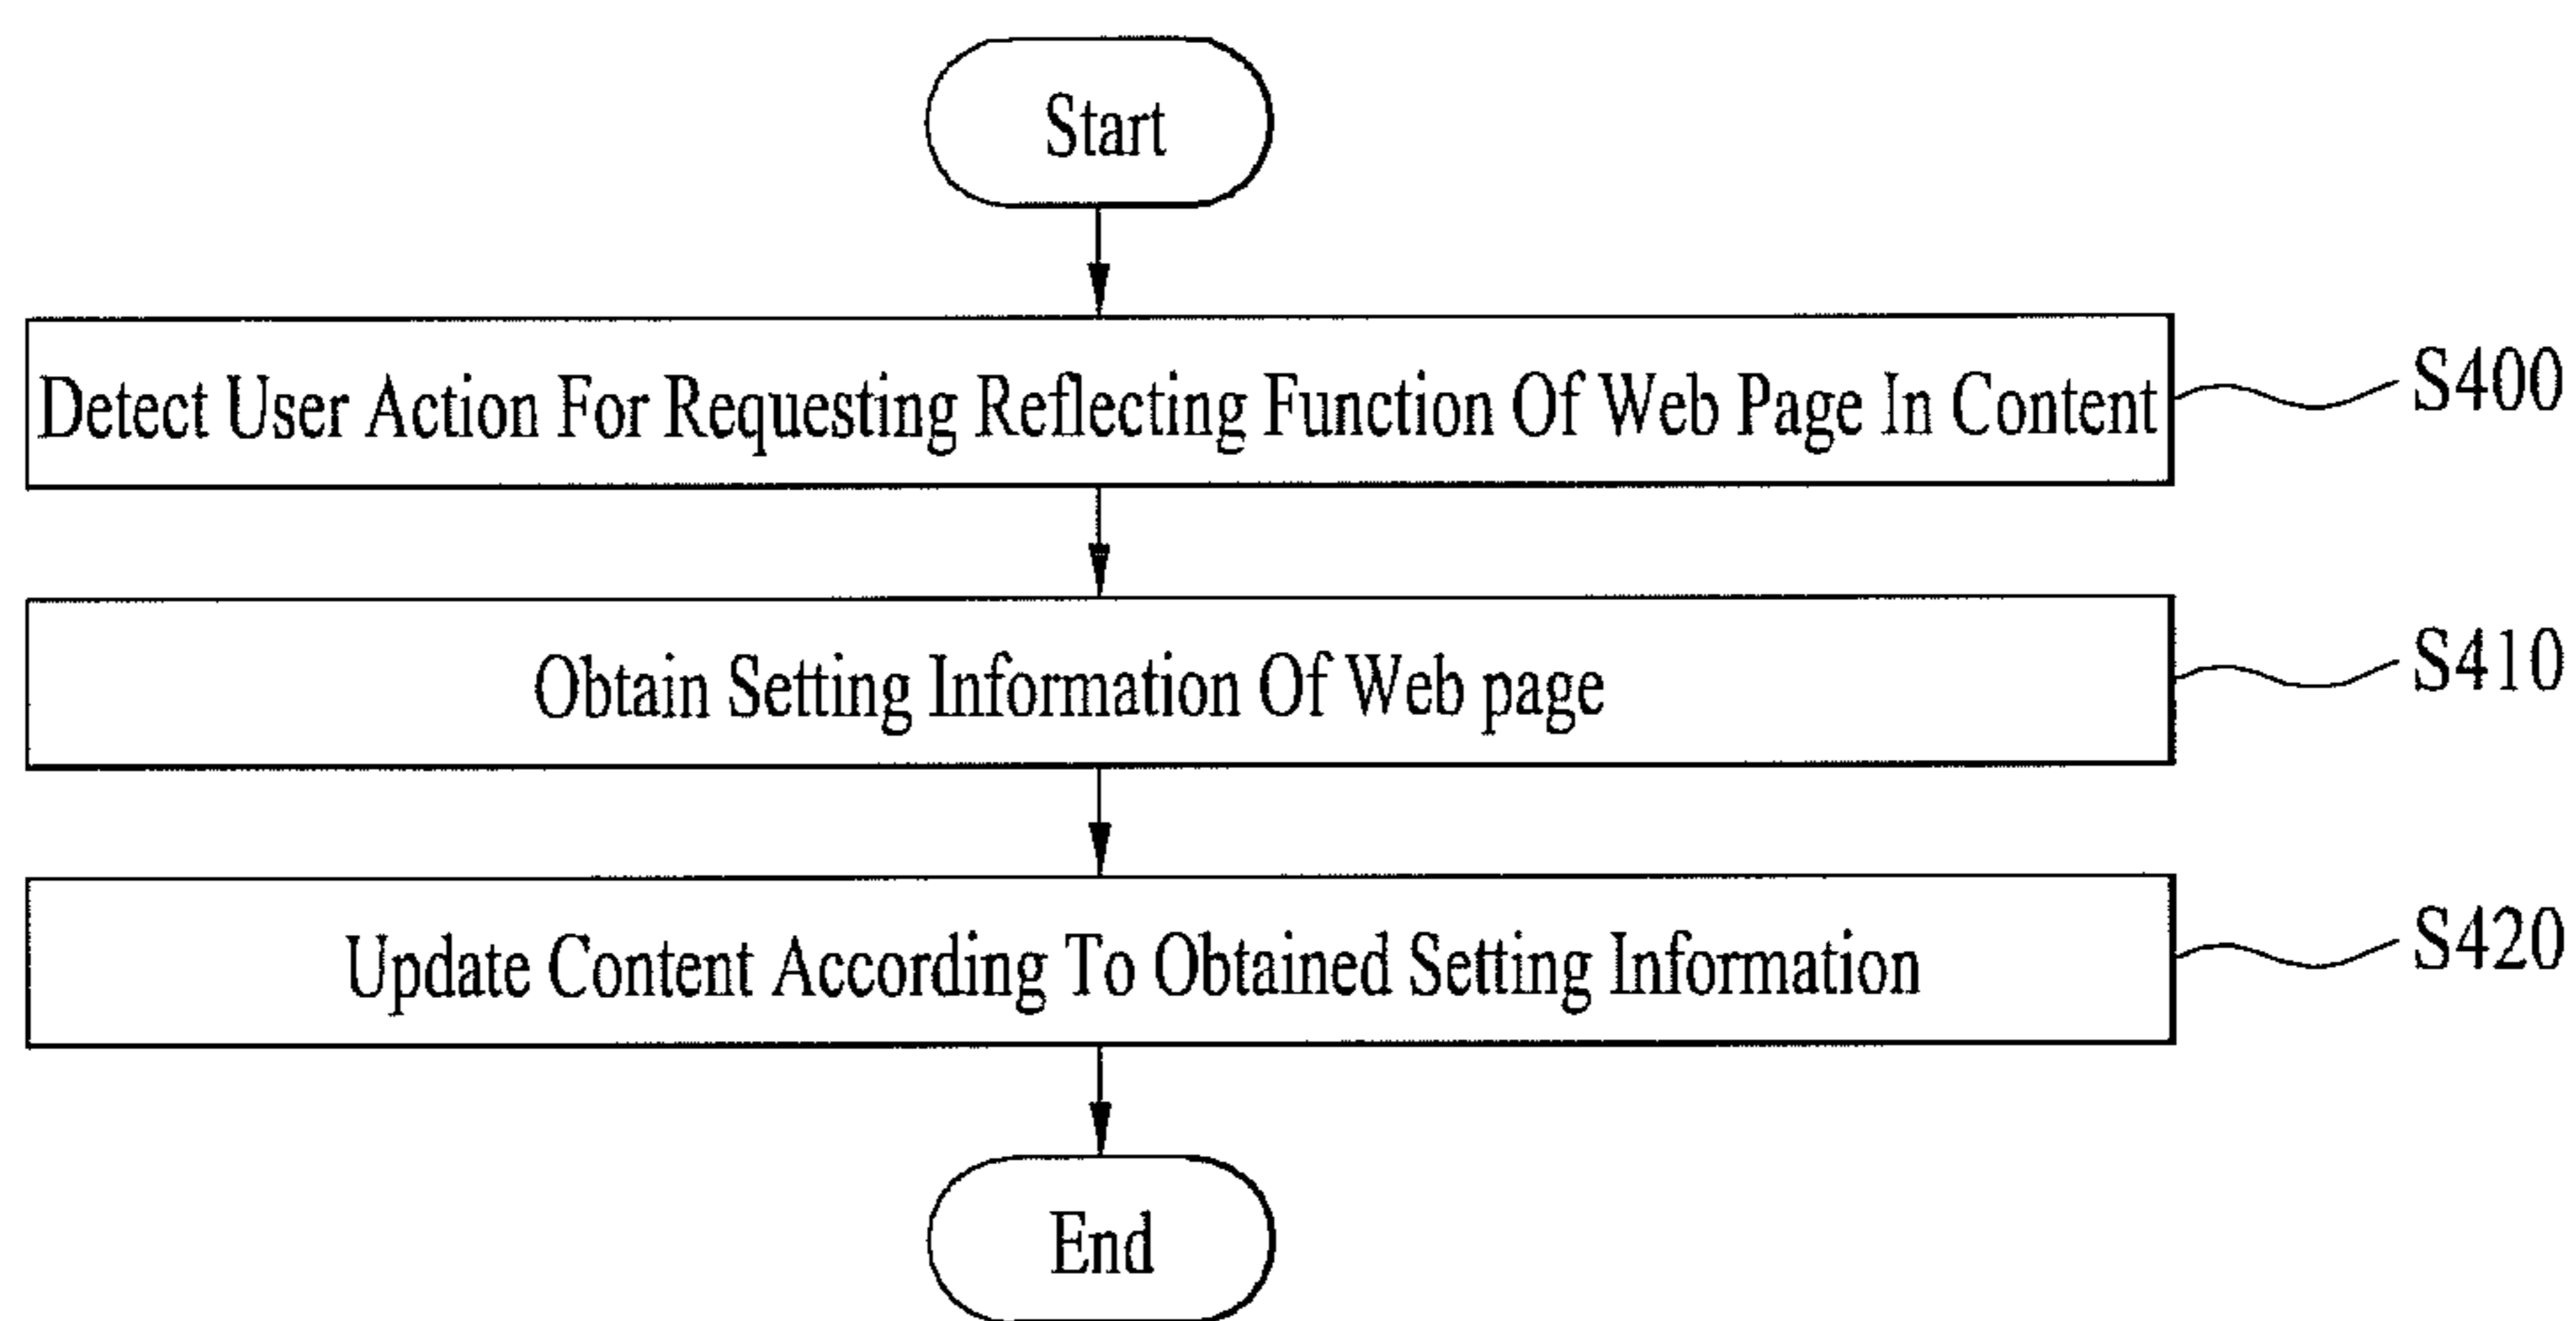 Start
Detect User Action For Requesting Reflecting Function Of Web Page In Content
S400
Obtain Setting Information Of Web page
S410
Update Content According To Obtained Setting Information
S420
End